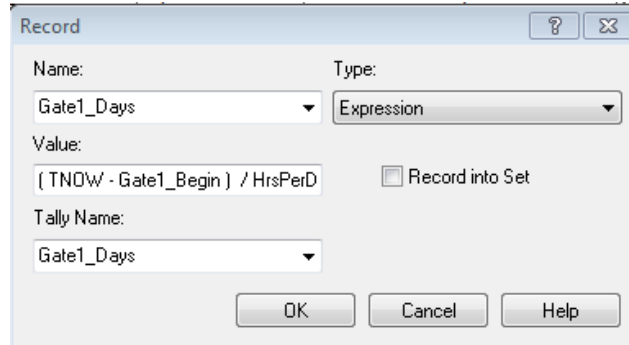 Record
Name:
Type:
Gate1_Days
Expression
Value:
( TNOW - Gate1_Begin ) / HrsPerD
Record into Set
Tally Name:
Gate1_Days
OK
Cancel
Help